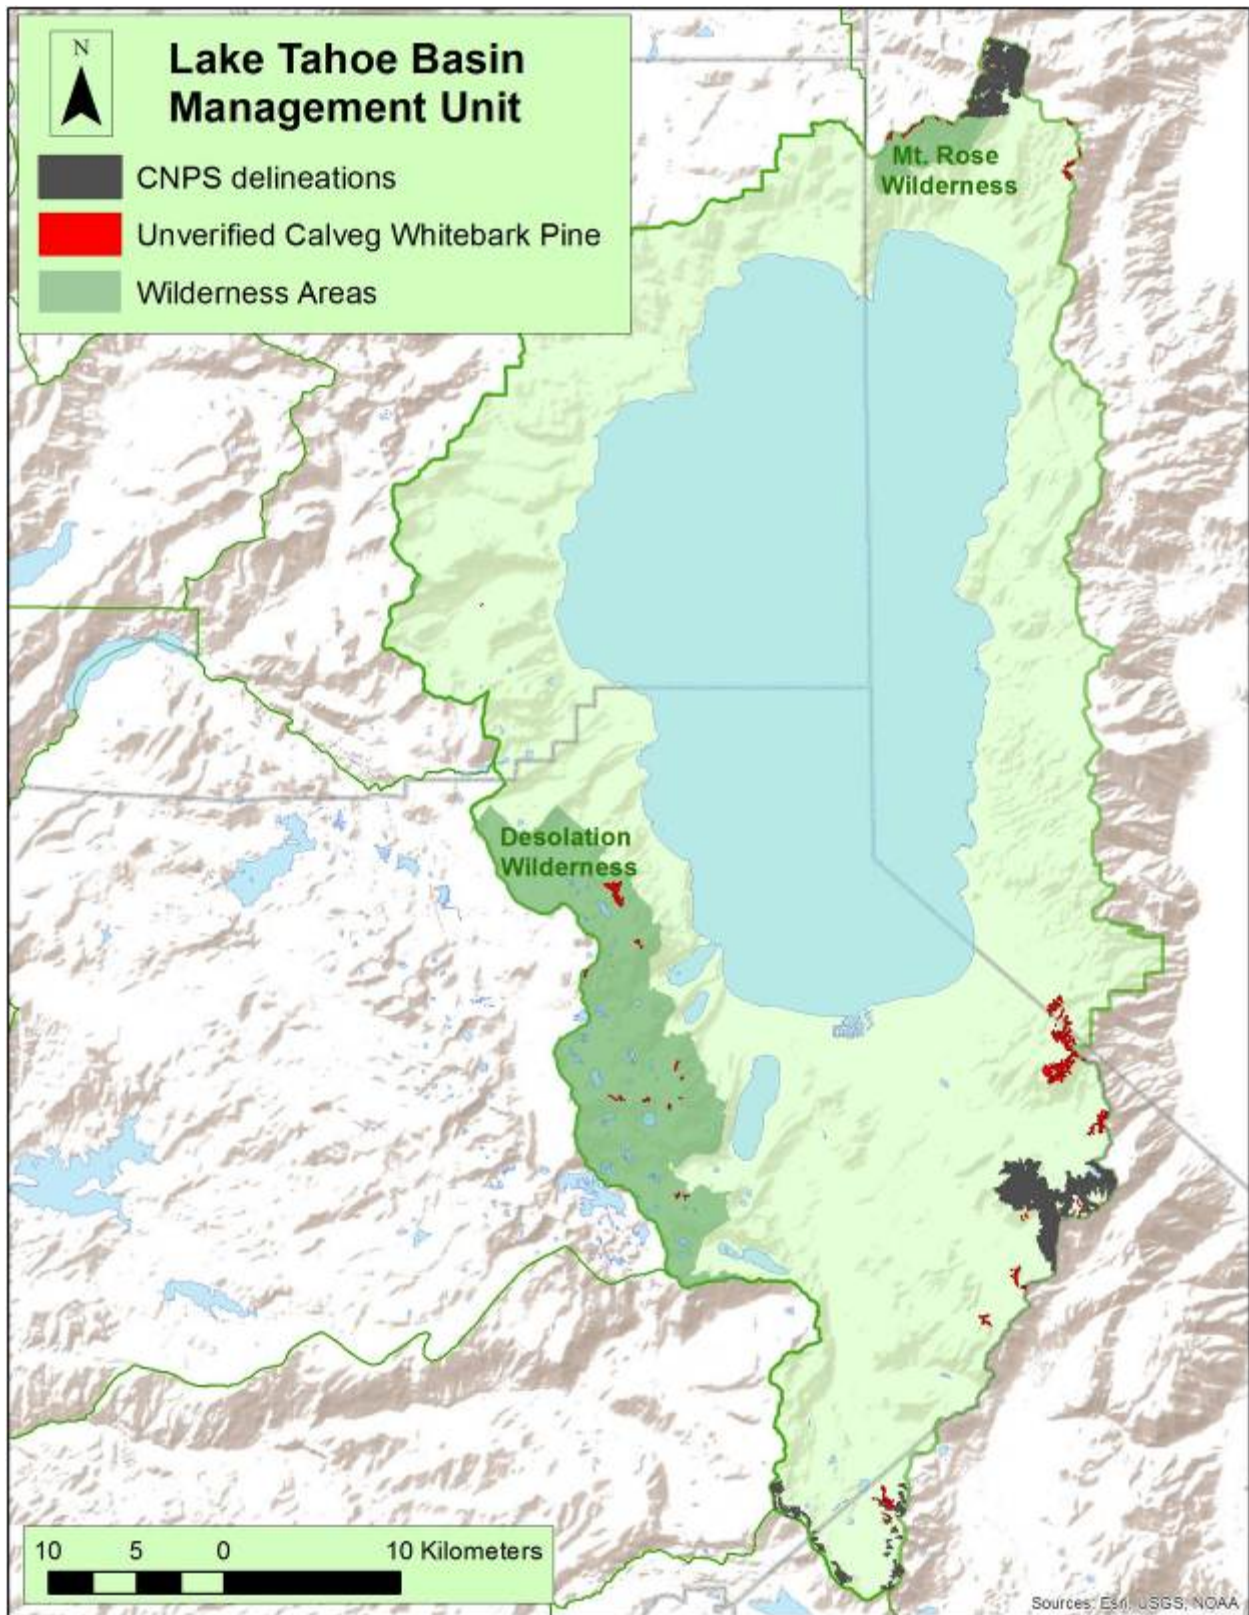 N
Lake Tahoe Basin
Management Unit
CNPS delineations
Unverified Calveg Whitebark Pine
Wilderness Areas
Mt. Rose
Wilderness
Desolation
Wilderness
10 5 0 10 Kilometers
Sources: Esri, USGS, NOAA